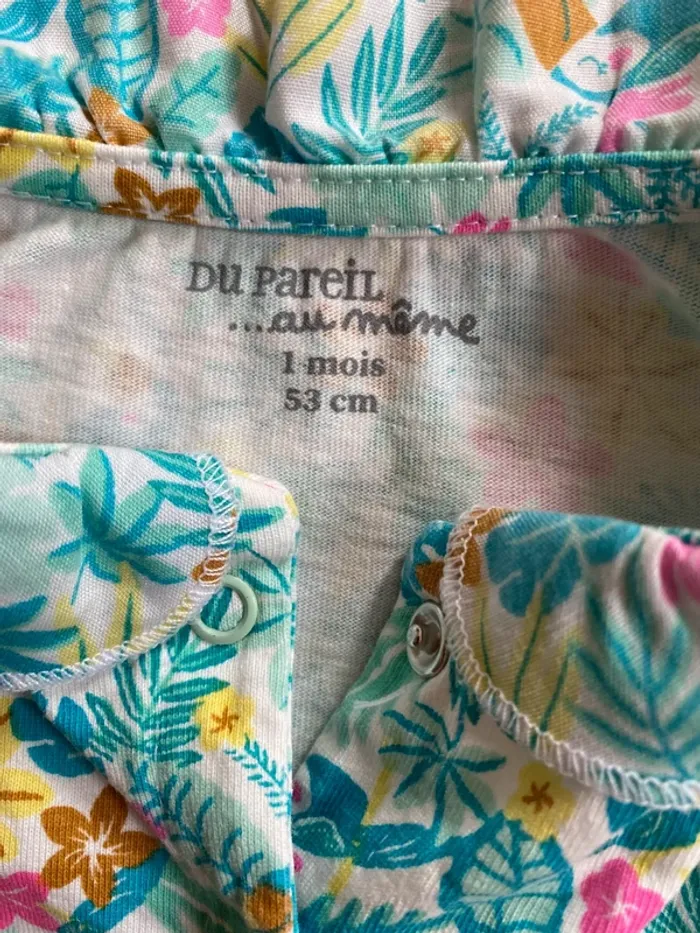 Du Pareil
...au même
1 mois
53 cm